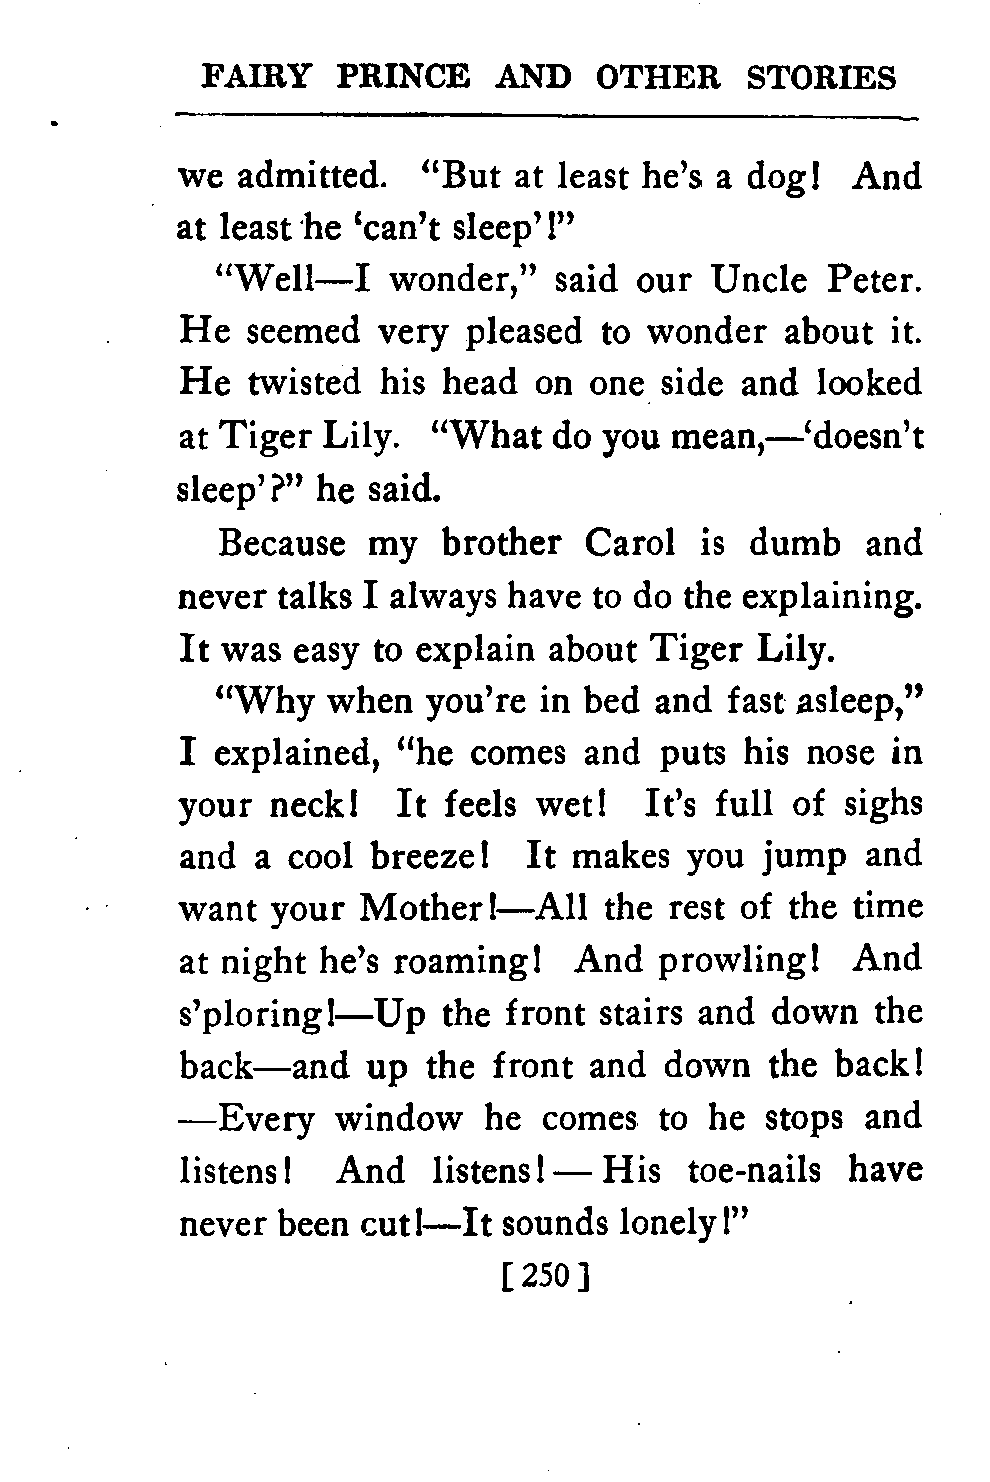 FAIRY PRINCE AND OTHER STORIES
we admitted. “But at least he’s a dog! And
at least he ‘can’t sleep’!”
“Well—I wonder,” said our Uncle Peter.
He seemed very pleased to wonder about it.
He twisted his head on one side and looked
at Tiger Lily. “What do you mean,—‘doesn’t
sleep’?” he said.
Because my brother Carol is dumb and
never talks I always have to do the explaining.
It was easy to explain about Tiger Lily.
“Why when you’re in bed and fast asleep,”
I explained, “he comes and puts his nose in
your neck! It feels wet! It’s full of sighs
and a cool breeze! It makes you jump and
want your Mother!—All the rest of the time
at night he’s roaming! And prowling! And
s’ploring!—Up the front stairs and down the
back—and up the front and down the back!
—Every window he comes to he stops and
listens! And listens!—His toe-nails have
never been cut!—It sounds lonely!”
[250]